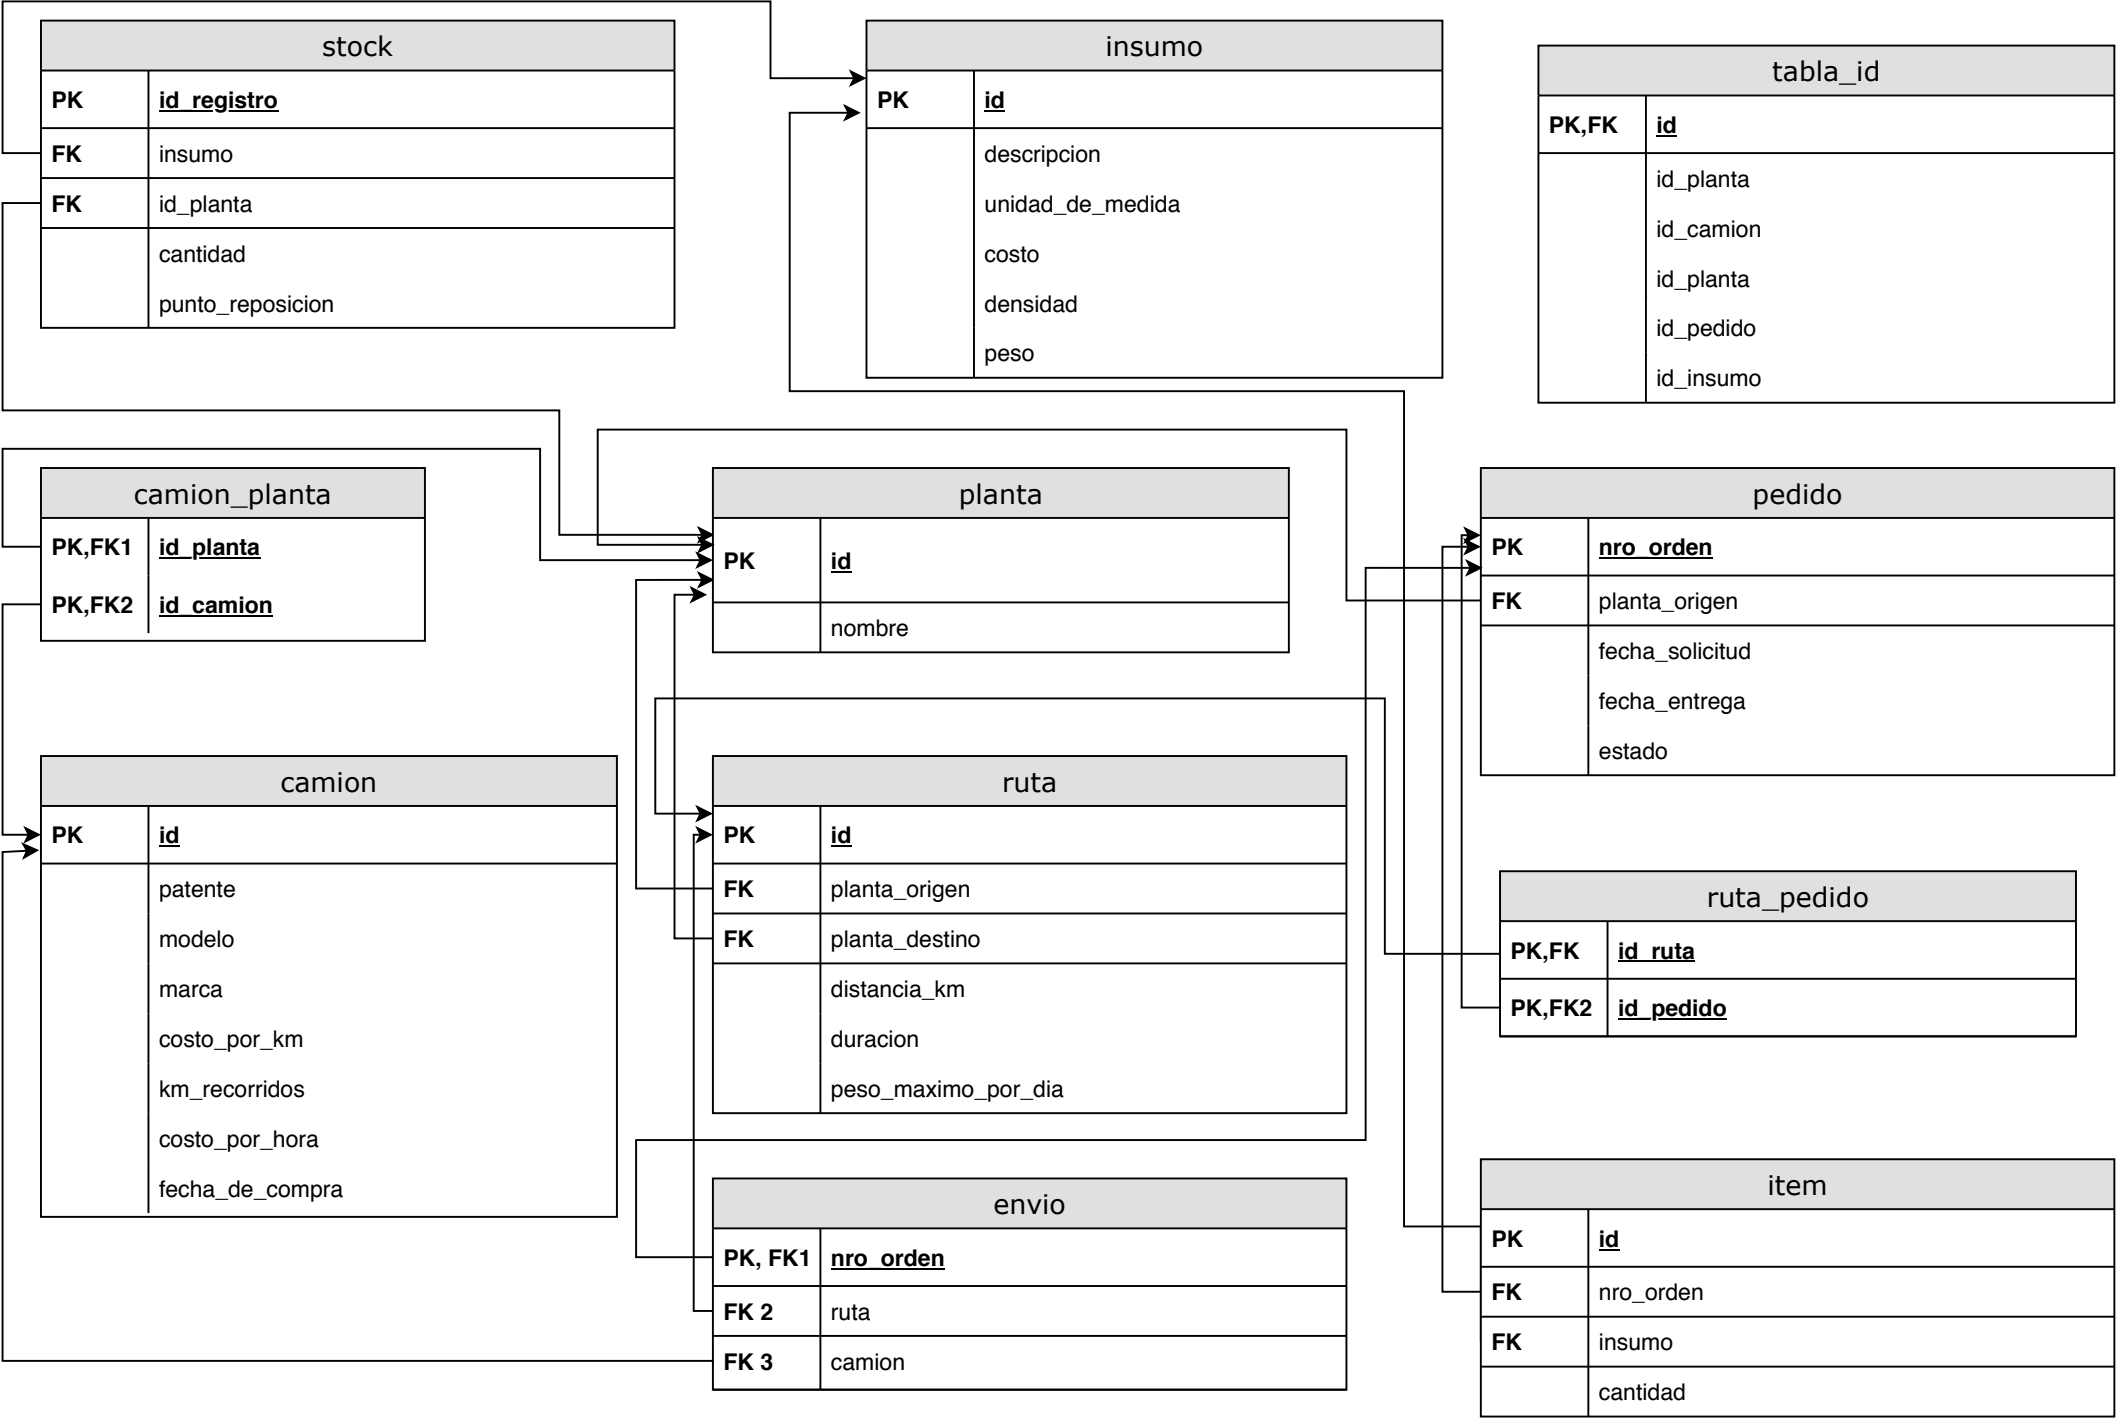 stock
PK id_registro
FK insumo
FK id_planta
cantidad
punto_reposicion
insumo
PK id
descripcion
unidad_de_medida
costo
densidad
peso
tabla_id
PK,FK id
id_planta
id_camion
id_planta
id_pedido
id_insumo
camion_planta
PK,FK1 id_planta
PK,FK2 id_camion
planta
PK id
nombre
pedido
PK nro_orden
FK planta_origen
fecha_solicitud
fecha_entrega
estado
camion
PK id
patente
modelo
marca
costo_por_km
km_recorridos
costo_por_hora
fecha_de_compra
ruta
PK id
FK planta_origen
FK planta_destino
distancia_km
duracion
peso_maximo_por_dia
ruta_pedido
PK,FK id_ruta
PK,FK2 id_pedido
envio
PK, FK1 nro_orden
FK 2 ruta
FK 3 camion
item
PK id
FK nro_orden
FK insumo
cantidad